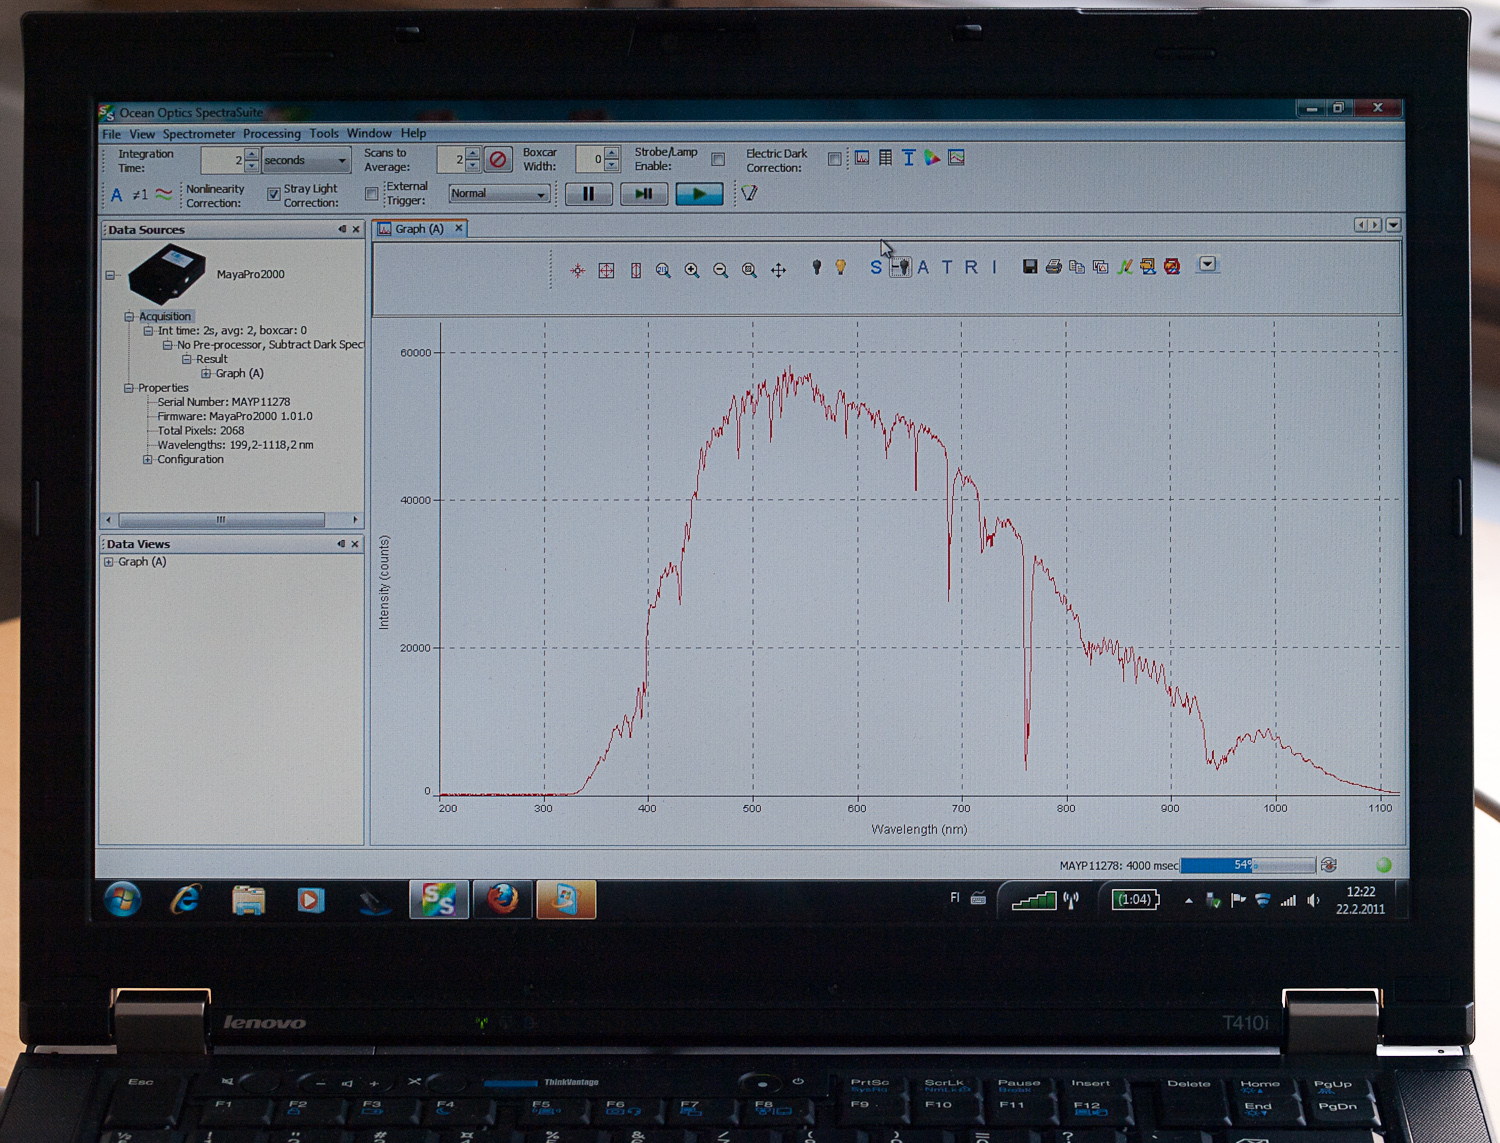 Ocean Optics SpectraSuite
File View Spectrometer Processing Tools Window Help
Integration Time: 2 seconds Scans to Average: 2 Boxcar Width: 0 Strobe/Lamp Enable: Electric Dark Correction:
A ≠1 Nonlinearity Correction: Stray Light Correction: External Trigger: Normal
Data Sources
Graph (A)
MayaPro2000
S A T R I
Acquisition
Int time: 2s, avg: 2, boxcar: 0
No Pre-processor, Subtract Dark Spect
Result
Graph (A)
Properties
Serial Number: MAYP11278
Firmware: MayaPro2000 1.01.0
Total Pixels: 2068
Wavelengths: 199,2-1118,2 nm
Configuration
Data Views
Graph (A)
60000
40000
20000
0
Intensity (counts)
200 300 400 500 600 700 800 900 1000 1100
Wavelength (nm)
MAYP11278: 4000 msec 54%
FI (1:04) 12:22
22.2.2011
lenovo T410i
Esc ThinkVantage PrtSc ScrLk Pause Insert Delete Home PgUp
SysRq NmLk Break
F1 F2 F3 F4 F5 F6 F7 F8 F9 F10 F11 F12 End PgDn